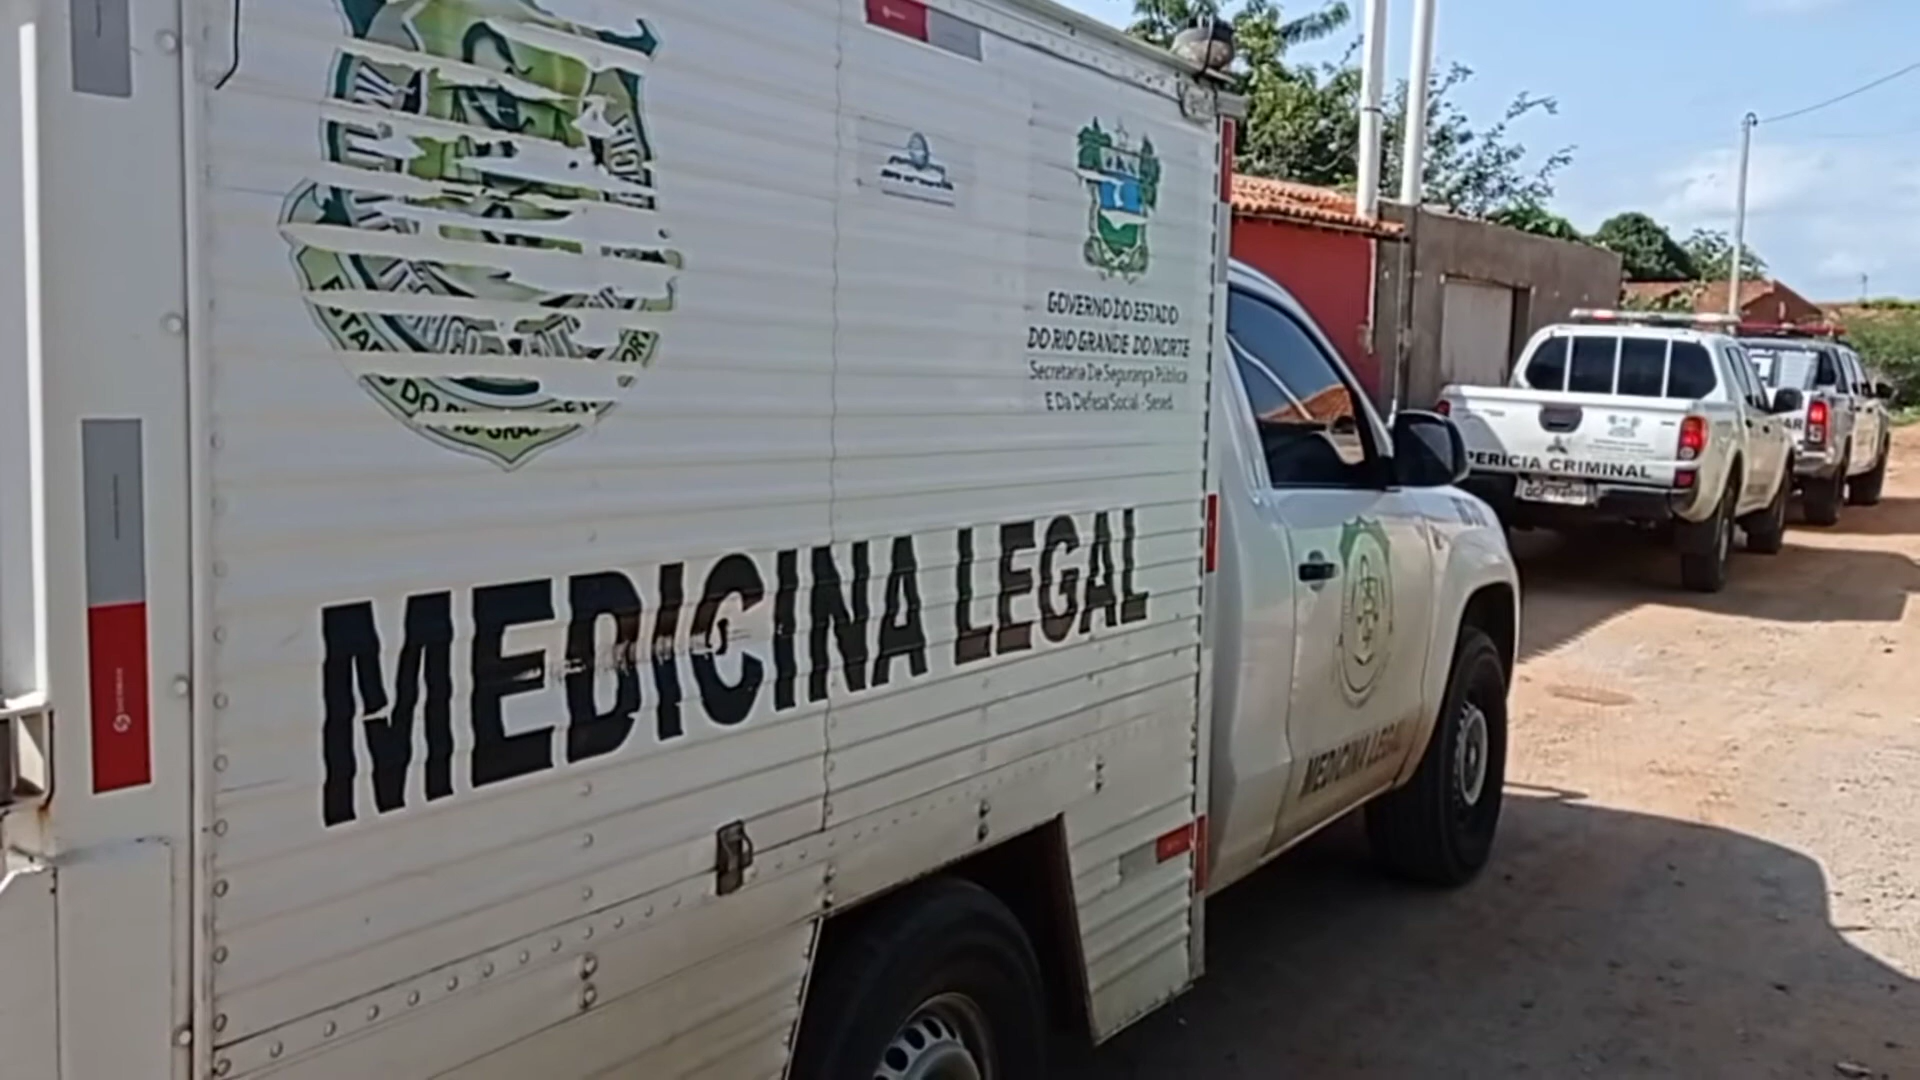 GOVERNO DO ESTADO
DO RIO GRANDE DO NORTE
Secretaria De Segurança Pública
E Da Defesa Social - Sesed
MEDICINA LEGAL
MEDICINA LEGAL
PERICIA CRIMINAL